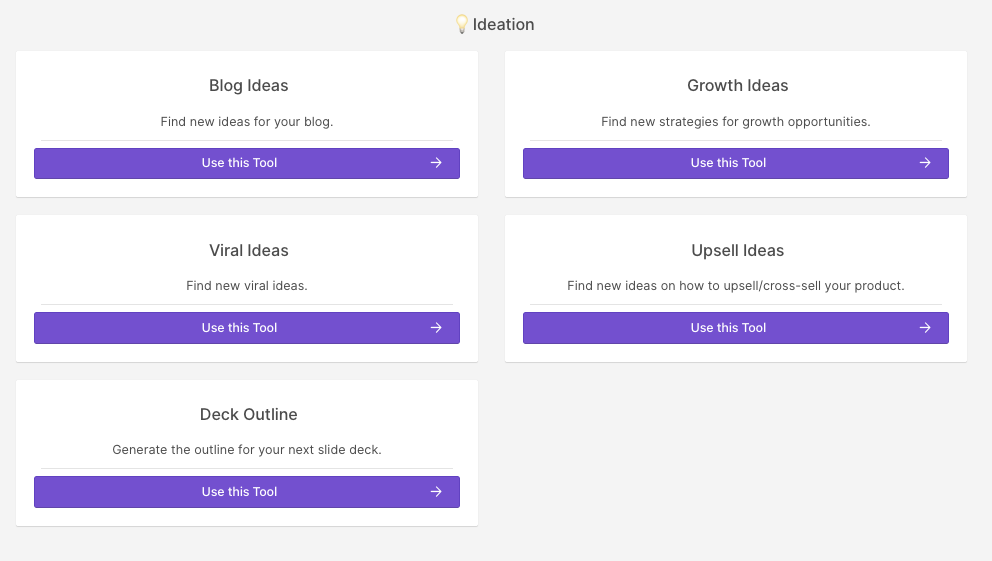 💡Ideation
Blog Ideas
Find new ideas for your blog.
Use this Tool →
Growth Ideas
Find new strategies for growth opportunities.
Use this Tool →
Viral Ideas
Find new viral ideas.
Use this Tool →
Upsell Ideas
Find new ideas on how to upsell/cross-sell your product.
Use this Tool →
Deck Outline
Generate the outline for your next slide deck.
Use this Tool →